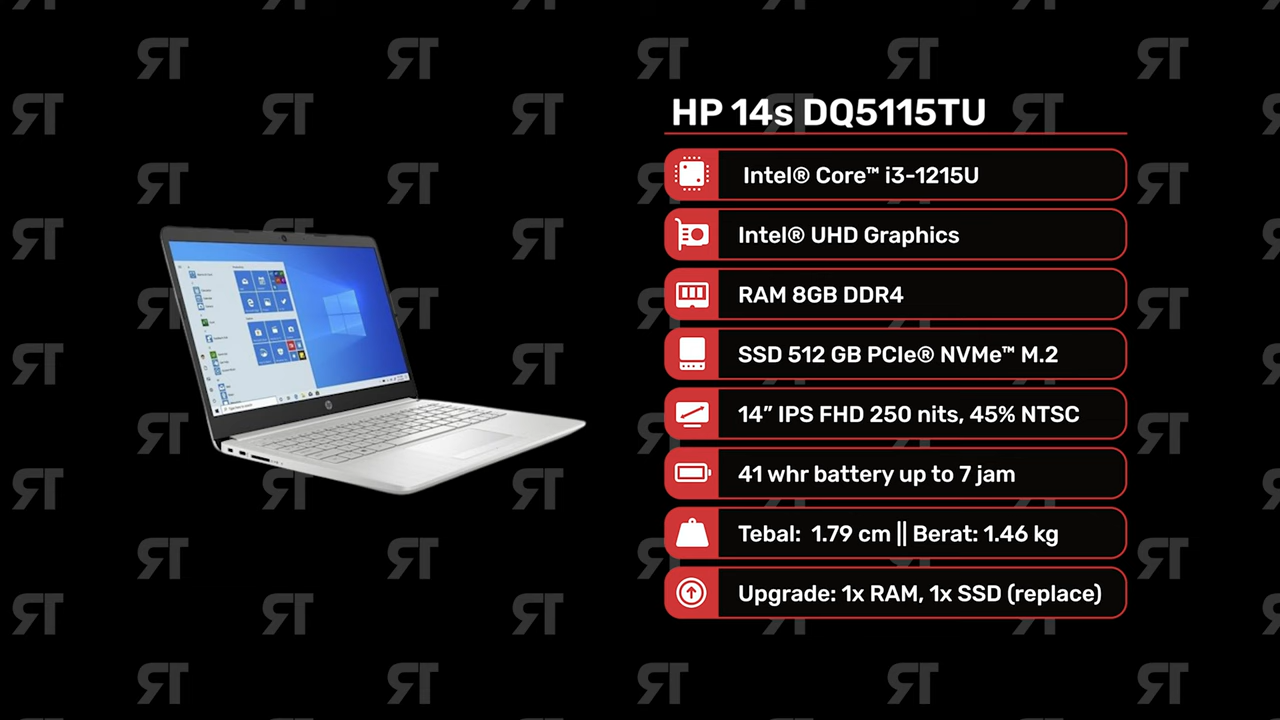 HP 14s DQ5115TU
Intel® Core™ i3-1215U
Intel® UHD Graphics
RAM 8GB DDR4
SSD 512 GB PCIe® NVMe™ M.2
14” IPS FHD 250 nits, 45% NTSC
41 whr battery up to 7 jam
Tebal: 1.79 cm || Berat: 1.46 kg
Upgrade: 1x RAM, 1x SSD (replace)